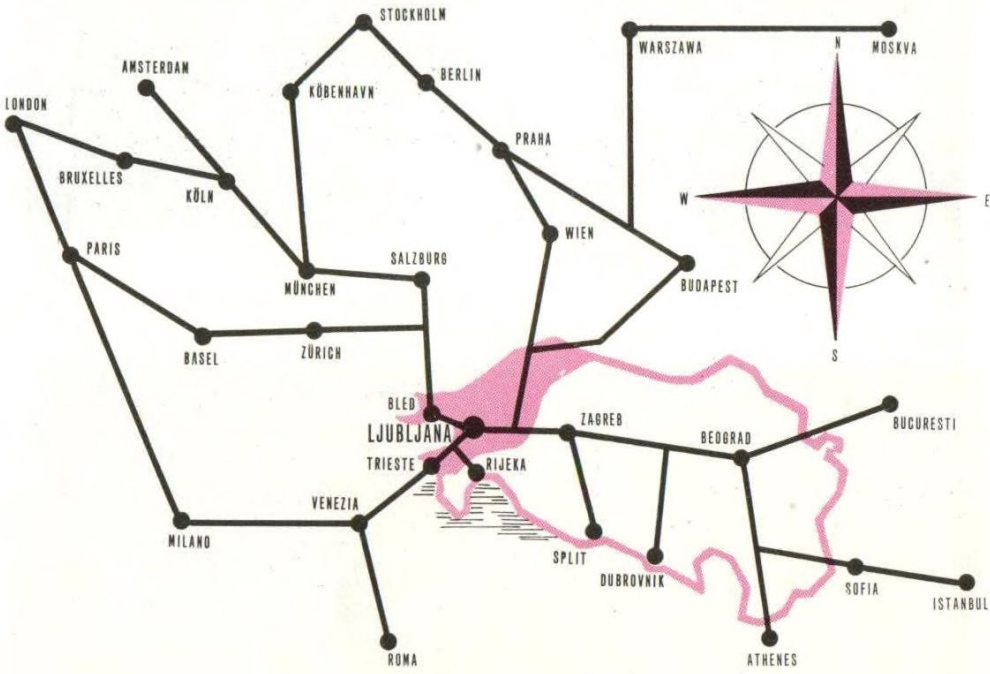 STOCKHOLM
WARSZAWA
MOSKVA
N
AMSTERDAM
KÖBENHAVN
BERLIN
LONDON
PRAHA
BRUXELLES
KÖLN
W
E
WIEN
PARIS
SALZBURG
MÜNCHEN
BUDAPEST
BASEL
ZÜRICH
S
BLED
LJUBLJANA
ZAGREB
BUCURESTI
TRIESTE
RIJEKA
BEOGRAD
VENEZIA
MILANO
SPLIT
DUBROVNIK
SOFIA
ISTANBUL
ROMA
ATHENES